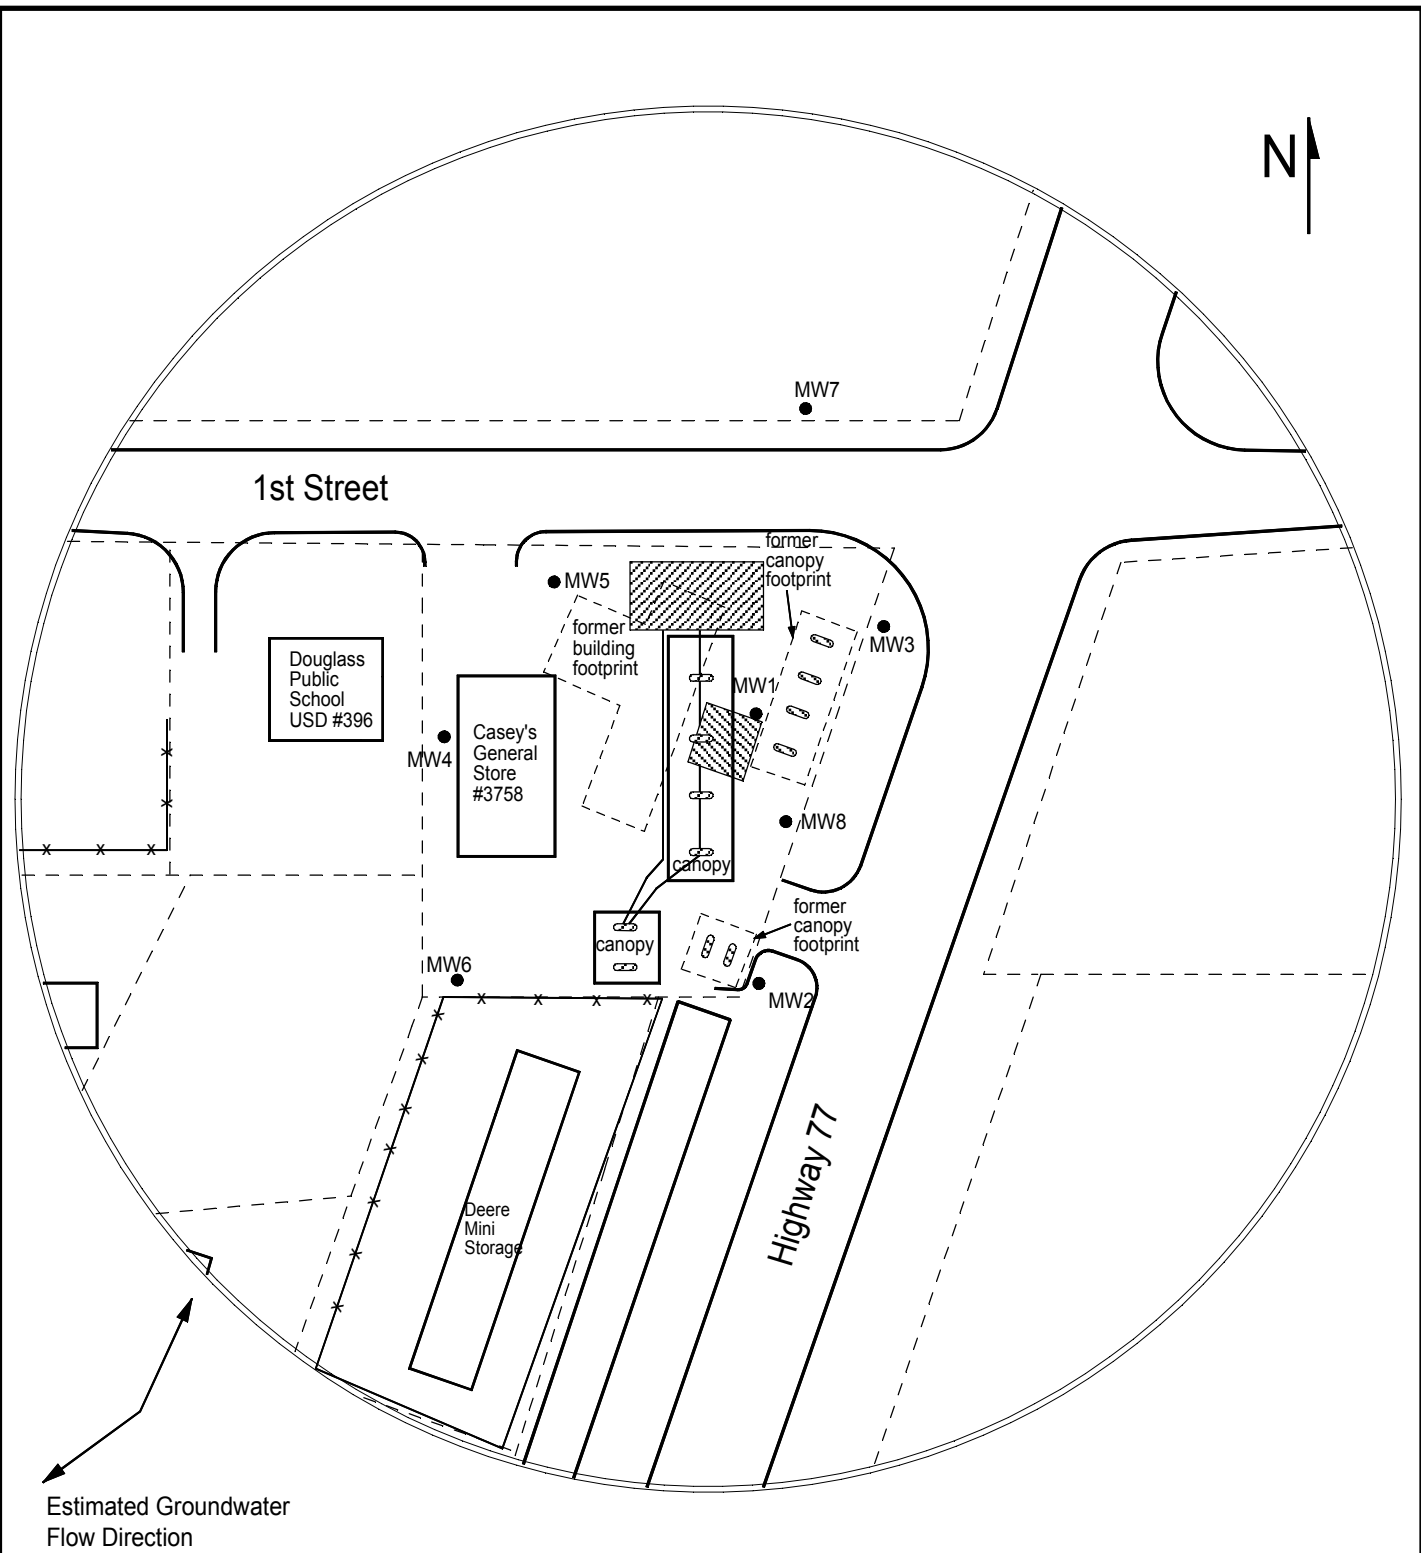 N
MW7
1st Street
former
canopy
footprint
MW5
former
building
footprint
MW3
Douglass
Public
School
USD #396
MW1
MW4
Casey's
General
Store
#3758
MW8
canopy
former
canopy
footprint
canopy
MW6
MW2
Highway 77
Deere
Mini
Storage
Estimated Groundwater
Flow Direction